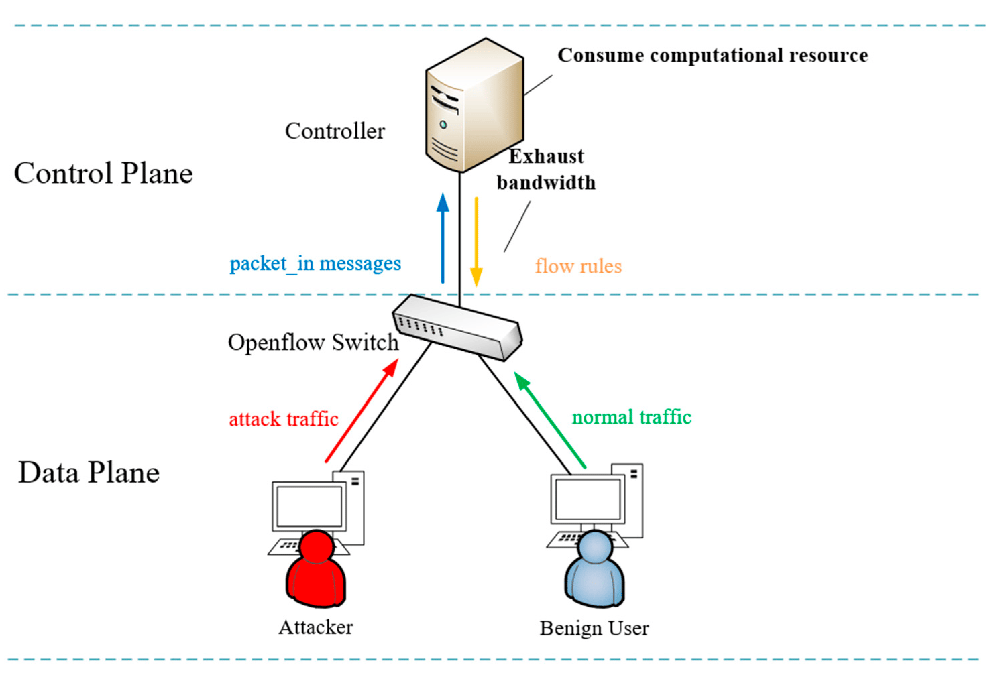 Consume computational resource
Controller
Exhaust
bandwidth
Control Plane
packet_in messages
flow rules
Openflow Switch
attack traffic
normal traffic
Data Plane
Attacker
Benign User